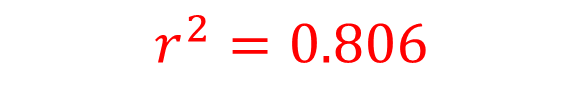 r² = 0.806